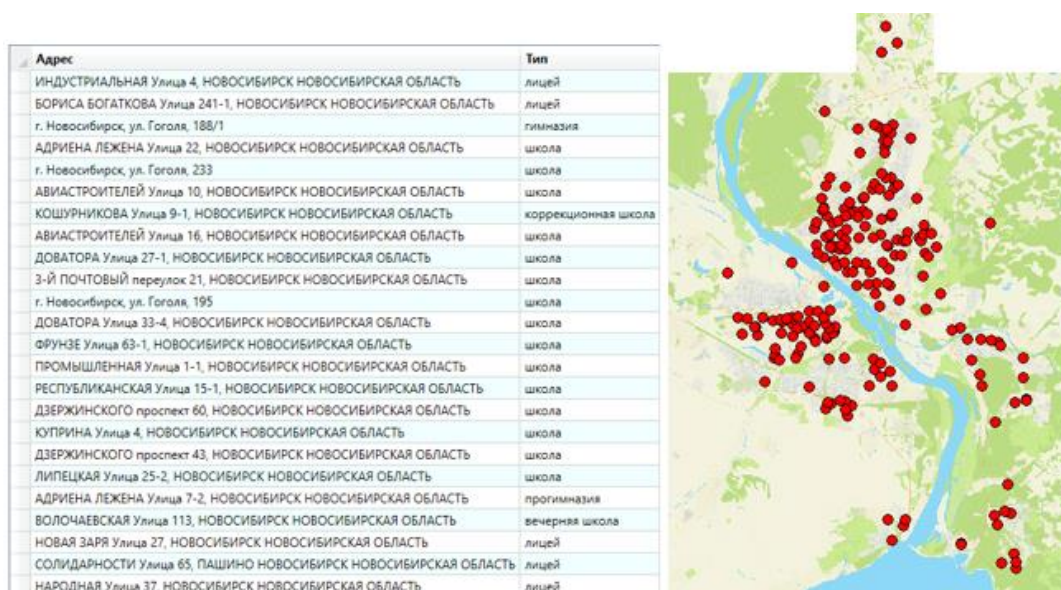 Адрес Тип
ИНДУСТРИАЛЬНАЯ Улица 4, НОВОСИБИРСК НОВОСИБИРСКАЯ ОБЛАСТЬ лицей
БОРИСА БОГАТКОВА Улица 241-1, НОВОСИБИРСК НОВОСИБИРСКАЯ ОБЛАСТЬ лицей
г. Новосибирск, ул. Гоголя, 188/1 гимназия
АДРИЕНА ЛЕЖЕНА Улица 22, НОВОСИБИРСК НОВОСИБИРСКАЯ ОБЛАСТЬ школа
г. Новосибирск, ул. Гоголя, 233 школа
АВИАСТРОИТЕЛЕЙ Улица 10, НОВОСИБИРСК НОВОСИБИРСКАЯ ОБЛАСТЬ школа
КОШУРНИКОВА Улица 9-1, НОВОСИБИРСК НОВОСИБИРСКАЯ ОБЛАСТЬ коррекционная школа
АВИАСТРОИТЕЛЕЙ Улица 16, НОВОСИБИРСК НОВОСИБИРСКАЯ ОБЛАСТЬ школа
ДОВАТОРА Улица 27-1, НОВОСИБИРСК НОВОСИБИРСКАЯ ОБЛАСТЬ школа
3-Й ПОЧТОВЫЙ переулок 21, НОВОСИБИРСК НОВОСИБИРСКАЯ ОБЛАСТЬ школа
г. Новосибирск, ул. Гоголя, 195 школа
ДОВАТОРА Улица 33-4, НОВОСИБИРСК НОВОСИБИРСКАЯ ОБЛАСТЬ школа
ФРУНЗЕ Улица 63-1, НОВОСИБИРСК НОВОСИБИРСКАЯ ОБЛАСТЬ школа
ПРОМЫШЛЕННАЯ Улица 1-1, НОВОСИБИРСК НОВОСИБИРСКАЯ ОБЛАСТЬ школа
РЕСПУБЛИКАНСКАЯ Улица 15-1, НОВОСИБИРСК НОВОСИБИРСКАЯ ОБЛАСТЬ школа
ДЗЕРЖИНСКОГО проспект 60, НОВОСИБИРСК НОВОСИБИРСКАЯ ОБЛАСТЬ школа
КУПРИНА Улица 4, НОВОСИБИРСК НОВОСИБИРСКАЯ ОБЛАСТЬ школа
ДЗЕРЖИНСКОГО проспект 43, НОВОСИБИРСК НОВОСИБИРСКАЯ ОБЛАСТЬ школа
ЛИПЕЦКАЯ Улица 25-2, НОВОСИБИРСК НОВОСИБИРСКАЯ ОБЛАСТЬ школа
АДРИЕНА ЛЕЖЕНА Улица 7-2, НОВОСИБИРСК НОВОСИБИРСКАЯ ОБЛАСТЬ прогимназия
ВОЛОЧАЕВСКАЯ Улица 113, НОВОСИБИРСК НОВОСИБИРСКАЯ ОБЛАСТЬ вечерняя школа
НОВАЯ ЗАРЯ Улица 27, НОВОСИБИРСК НОВОСИБИРСКАЯ ОБЛАСТЬ лицей
СОЛИДАРНОСТИ Улица 65, ПАШИНО НОВОСИБИРСК НОВОСИБИРСКАЯ ОБЛАСТЬ лицей
НАРОДНАЯ Улица 37, НОВОСИБИРСК НОВОСИБИРСКАЯ ОБЛАСТЬ лицей